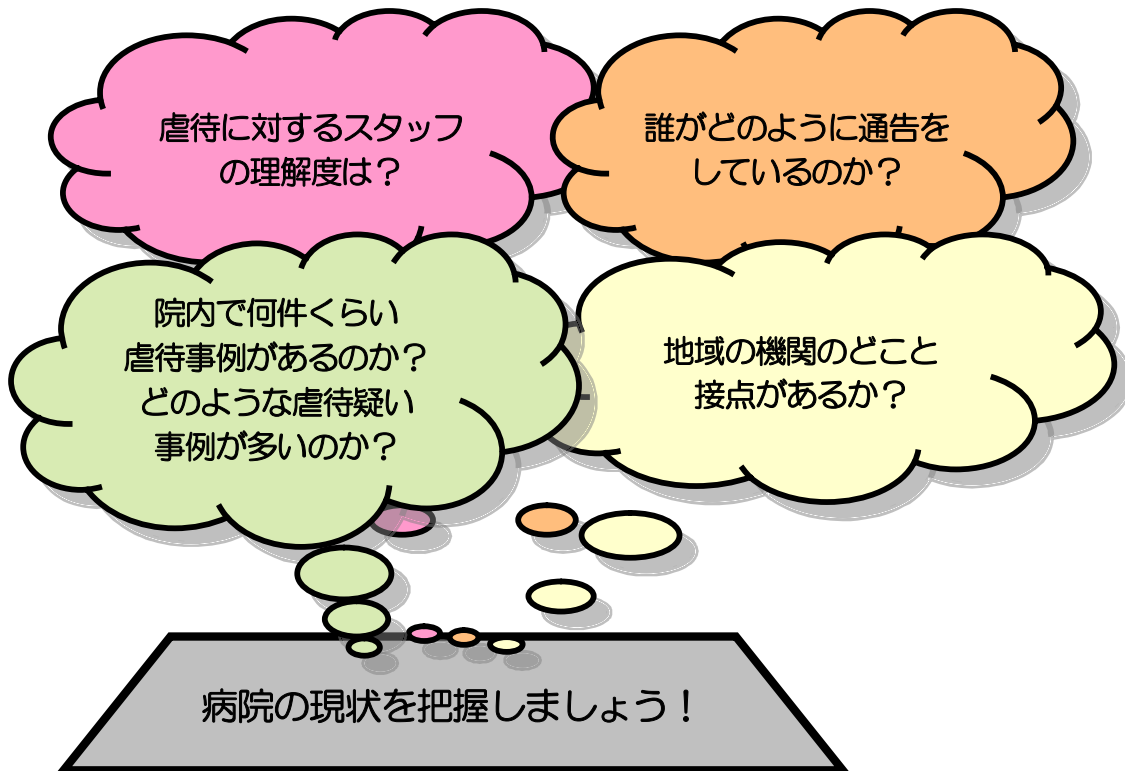 虐待に対するスタッフ
の理解度は？
誰がどのように通告を
しているのか？
院内で何件くらい
虐待事例があるのか？
どのような虐待疑い
事例が多いのか？
地域の機関のどこと
接点があるか？
病院の現状を把握しましょう！